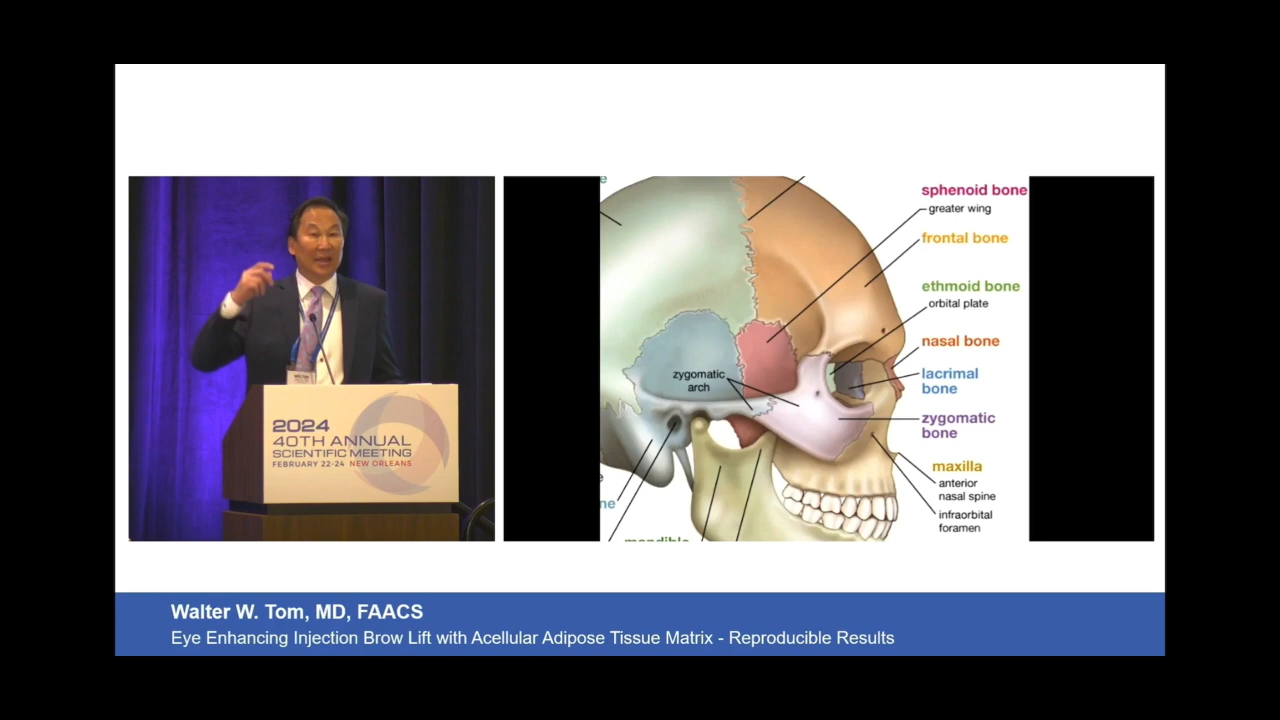 2024
40TH ANNUAL
SCIENTIFIC MEETING
FEBRUARY 22-24 NEW ORLEANS
sphenoid bone
greater wing
frontal bone
ethmoid bone
orbital plate
nasal bone
lacrimal
bone
zygomatic
arch
zygomatic
bone
maxilla
anterior
nasal spine
infraorbital
foramen
mandible
Walter W. Tom, MD, FAACS
Eye Enhancing Injection Brow Lift with Acellular Adipose Tissue Matrix - Reproducible Results